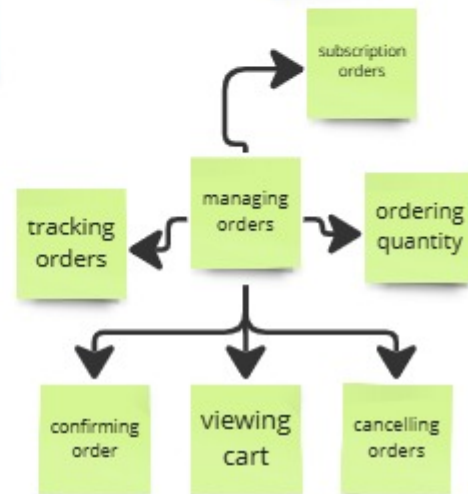 subscription
orders
managing
orders
tracking
orders
ordering
quantity
confirming
order
viewing
cart
cancelling
orders